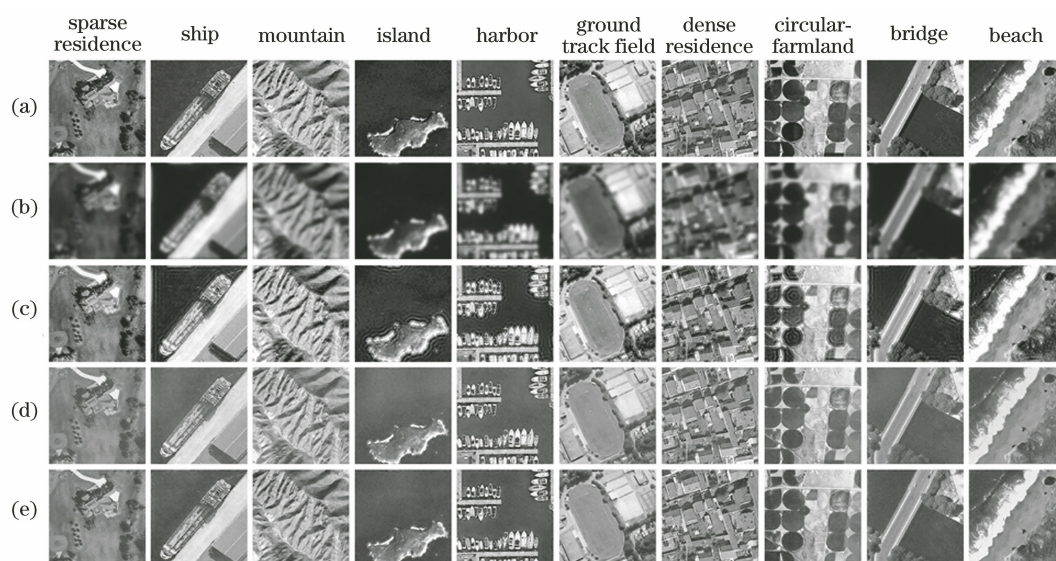 sparse
residence
ship
mountain
island
harbor
ground
track field
dense
residence
circular-
farmland
bridge
beach
(a)
(b)
(c)
(d)
(e)